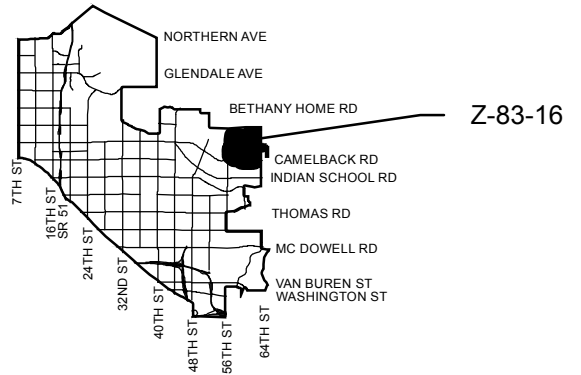 NORTHERN AVE
GLENDALE AVE
BETHANY HOME RD
Z-83-16
CAMELBACK RD
INDIAN SCHOOL RD
THOMAS RD
MC DOWELL RD
VAN BUREN ST
WASHINGTON ST
7TH ST
16TH ST
SR 51
24TH ST
32ND ST
40TH ST
48TH ST
56TH ST
64TH ST